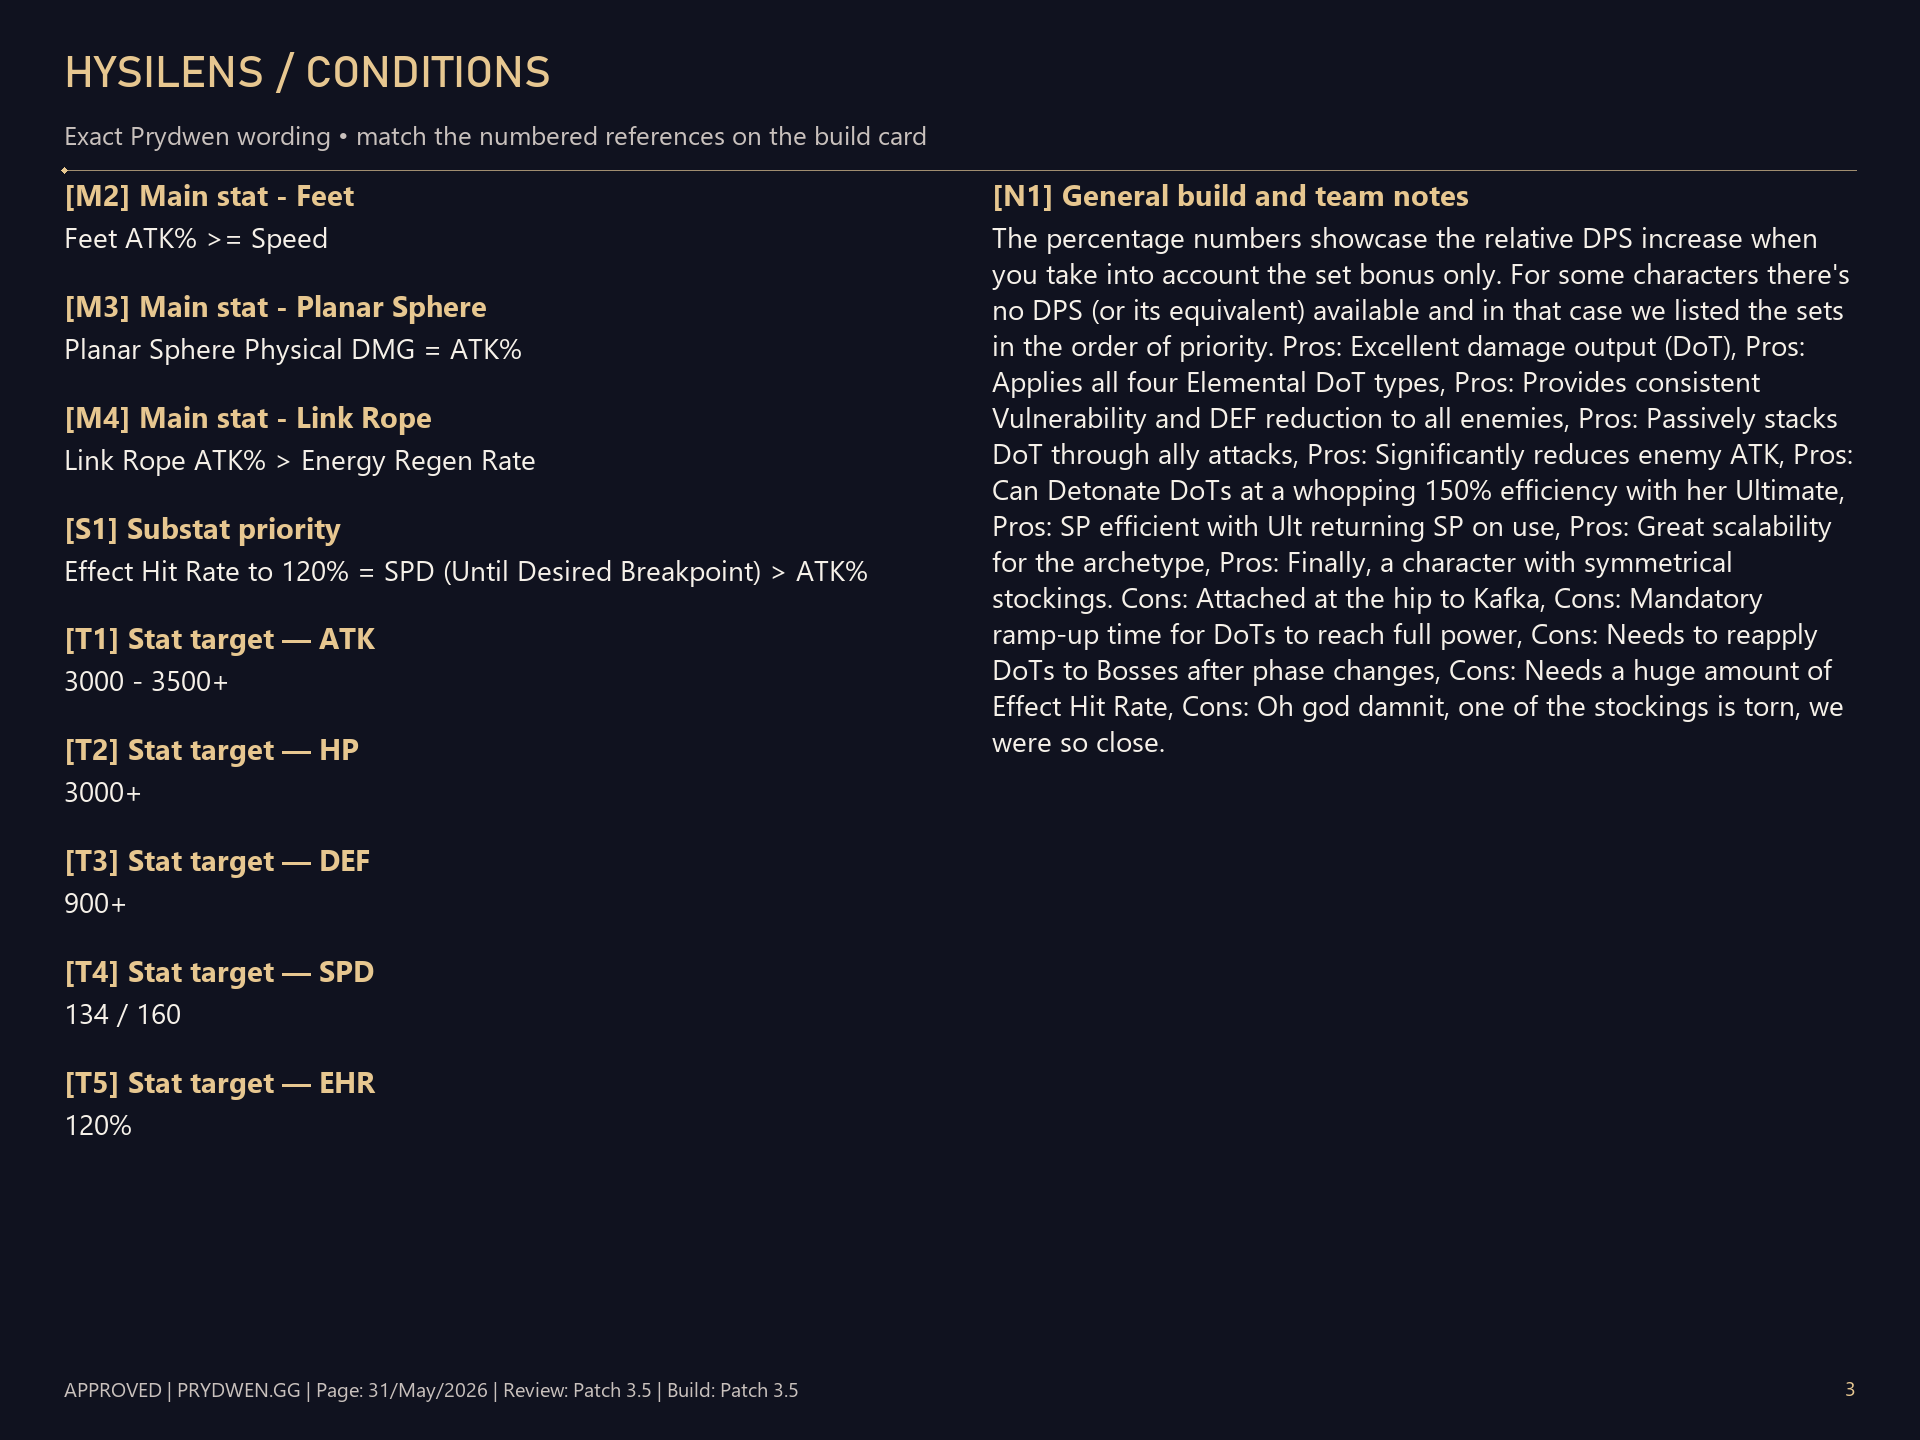 HYSILENS / CONDITIONS
Exact Prydwen wording • match the numbered references on the build card
[M2] Main stat - Feet
Feet ATK% >= Speed
[M3] Main stat - Planar Sphere
Planar Sphere Physical DMG = ATK%
[M4] Main stat - Link Rope
Link Rope ATK% > Energy Regen Rate
[S1] Substat priority
Effect Hit Rate to 120% = SPD (Until Desired Breakpoint) > ATK%
[T1] Stat target — ATK
3000 - 3500+
[T2] Stat target — HP
3000+
[T3] Stat target — DEF
900+
[T4] Stat target — SPD
134 / 160
[T5] Stat target — EHR
120%
[N1] General build and team notes
The percentage numbers showcase the relative DPS increase when
you take into account the set bonus only. For some characters there's
no DPS (or its equivalent) available and in that case we listed the sets
in the order of priority. Pros: Excellent damage output (DoT), Pros:
Applies all four Elemental DoT types, Pros: Provides consistent
Vulnerability and DEF reduction to all enemies, Pros: Passively stacks
DoT through ally attacks, Pros: Significantly reduces enemy ATK, Pros:
Can Detonate DoTs at a whopping 150% efficiency with her Ultimate,
Pros: SP efficient with Ult returning SP on use, Pros: Great scalability
for the archetype, Pros: Finally, a character with symmetrical
stockings. Cons: Attached at the hip to Kafka, Cons: Mandatory
ramp-up time for DoTs to reach full power, Cons: Needs to reapply
DoTs to Bosses after phase changes, Cons: Needs a huge amount of
Effect Hit Rate, Cons: Oh god damnit, one of the stockings is torn, we
were so close.
APPROVED | PRYDWEN.GG | Page: 31/May/2026 | Review: Patch 3.5 | Build: Patch 3.5
3